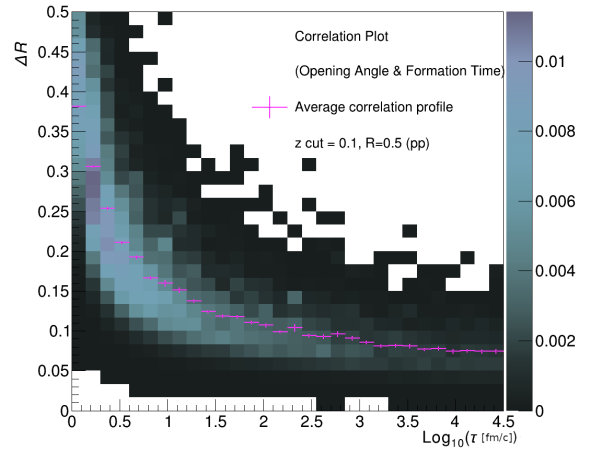 0.5
ΔR
0.45
0.4
0.35
0.3
0.25
0.2
0.15
0.1
0.05
0
Correlation Plot
(Opening Angle & Formation Time)
Average correlation profile
z cut = 0.1, R=0.5 (pp)
0.01
0.008
0.006
0.004
0.002
0
0 0.5 1 1.5 2 2.5 3 3.5 4 4.5
Log₁₀(τ [fm/c])